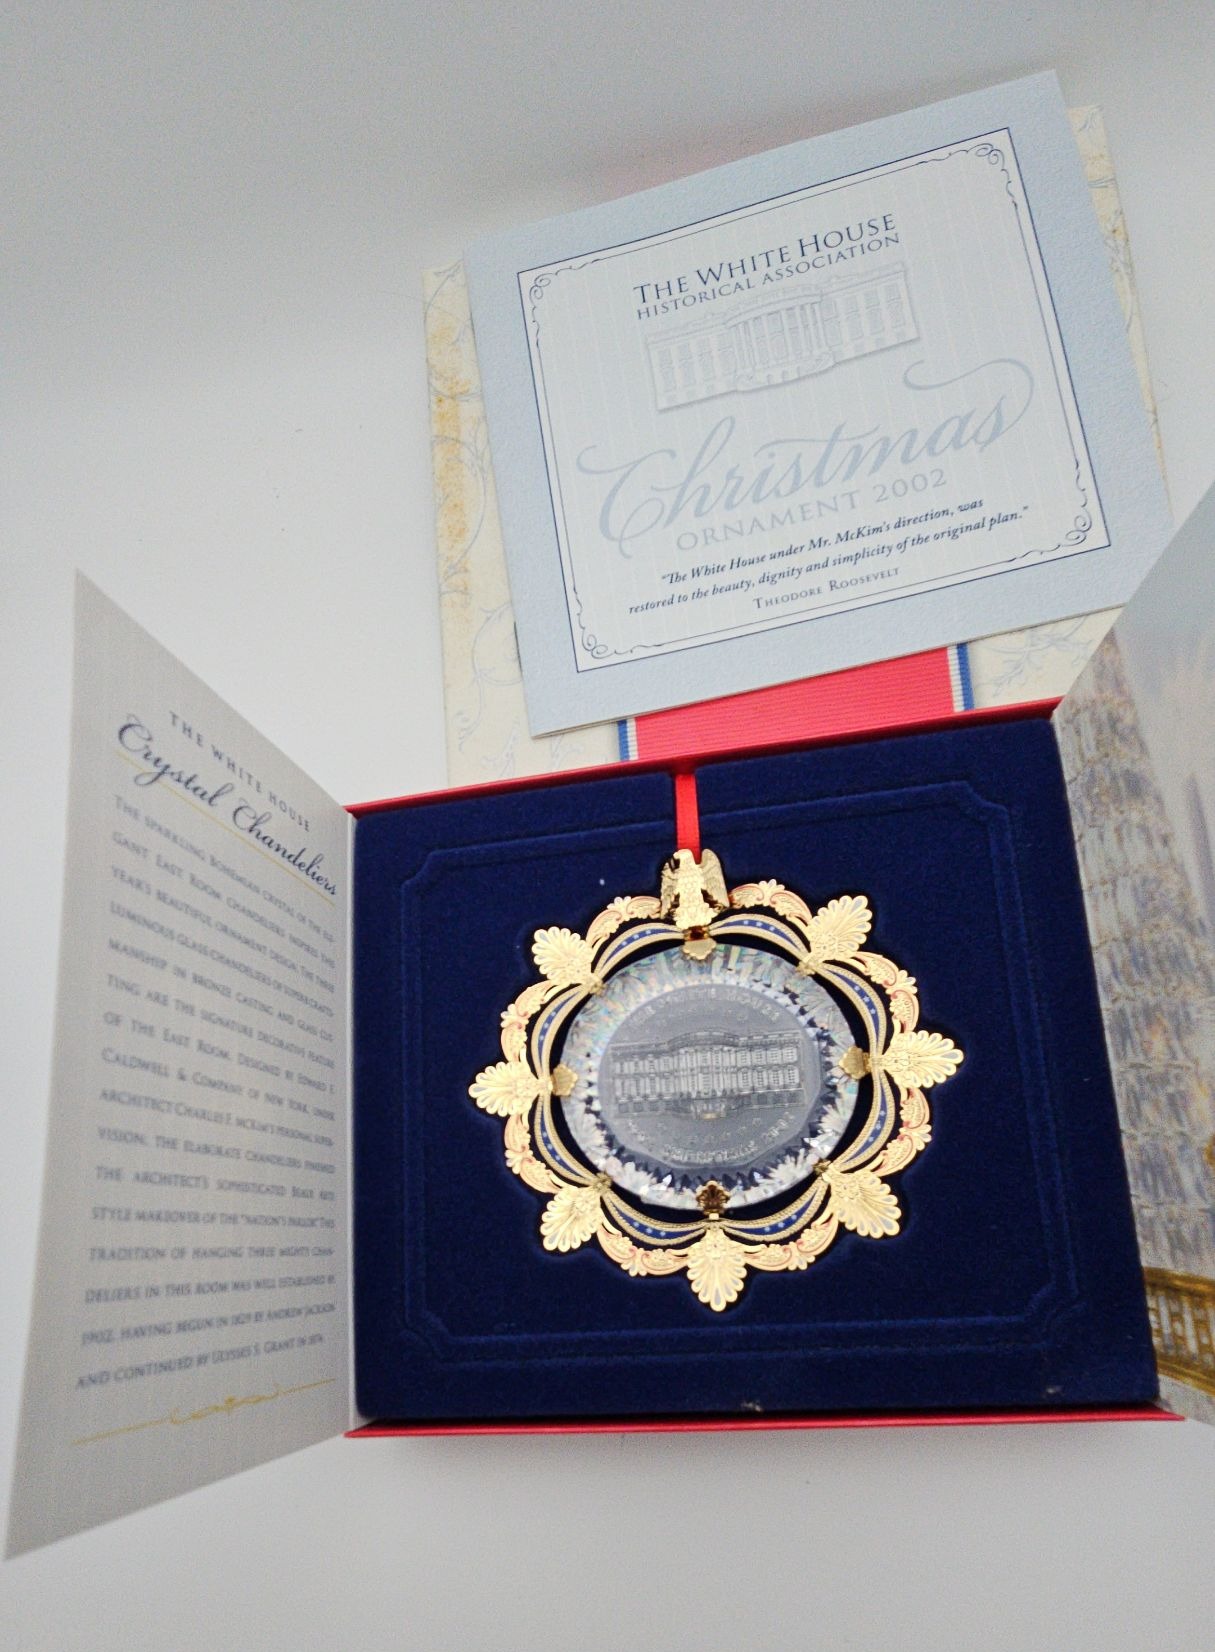 THE WHITE HOUSE
HISTORICAL ASSOCIATION
Christmas
ORNAMENT 2002
"The White House under Mr. McKim's direction, was
restored to the beauty, dignity and simplicity of the original plan."
THEODORE ROOSEVELT
THE WHITE HOUSE
Crystal Chandeliers
THE SPARKLING BOHEMIAN CRYSTAL OF THE ELE-
GANT EAST ROOM CHANDELIERS INSPIRES THIS
YEAR'S BEAUTIFUL ORNAMENT DESIGN. THE THREE
LUMINOUS GLASS CHANDELIERS OF SUPERB CRAFTS-
MANSHIP IN BRONZE CASTING AND GLASS CUT-
TING ARE THE SIGNATURE DECORATIVE FEATURE
OF THE EAST ROOM. DESIGNED BY EDWARD F.
CALDWELL & COMPANY OF NEW YORK, UNDER
ARCHITECT CHARLES F. MCKIM'S PERSONAL SUPER-
VISION, THE ELABORATE CHANDELIERS FINISHED
THE ARCHITECT'S SOPHISTICATED BEAUX ARTS
STYLE MAKEOVER OF THE "NATION'S PARLOR." THIS
TRADITION OF HANGING THREE MIGHTY CHAN-
DELIERS IN THIS ROOM WAS WELL ESTABLISHED BY
1902, HAVING BEGUN IN 1829 BY ANDREW JACKSON
AND CONTINUED BY ULYSSES S. GRANT IN 1874.
THE WHITE HOUSE
CHRISTMAS 2002